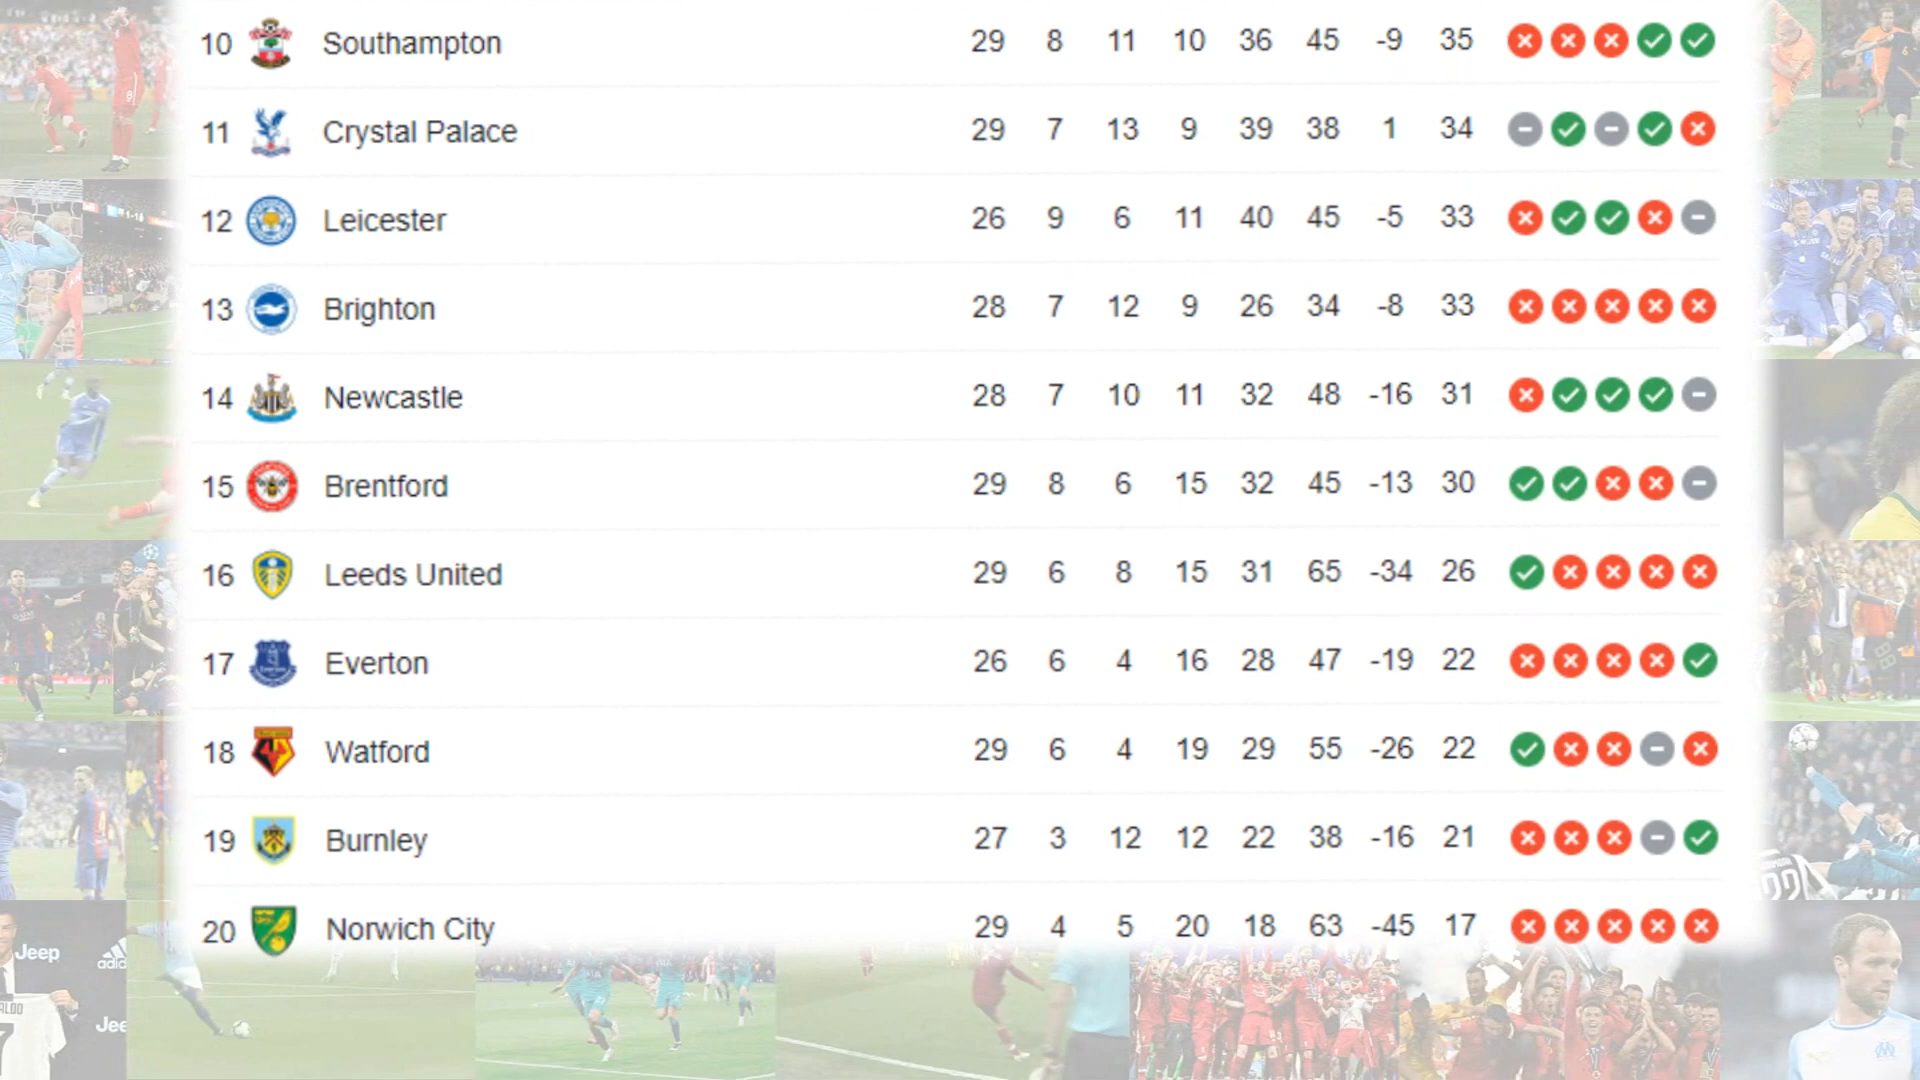 10 Southampton 29 8 11 10 36 45 -9 35
11 Crystal Palace 29 7 13 9 39 38 1 34
12 Leicester 26 9 6 11 40 45 -5 33
13 Brighton 28 7 12 9 26 34 -8 33
14 Newcastle 28 7 10 11 32 48 -16 31
15 Brentford 29 8 6 15 32 45 -13 30
16 Leeds United 29 6 8 15 31 65 -34 26
17 Everton 26 6 4 16 28 47 -19 22
18 Watford 29 6 4 19 29 55 -26 22
19 Burnley 27 3 12 12 22 38 -16 21
20 Norwich City 29 4 5 20 18 63 -45 17
Jeep
Jee